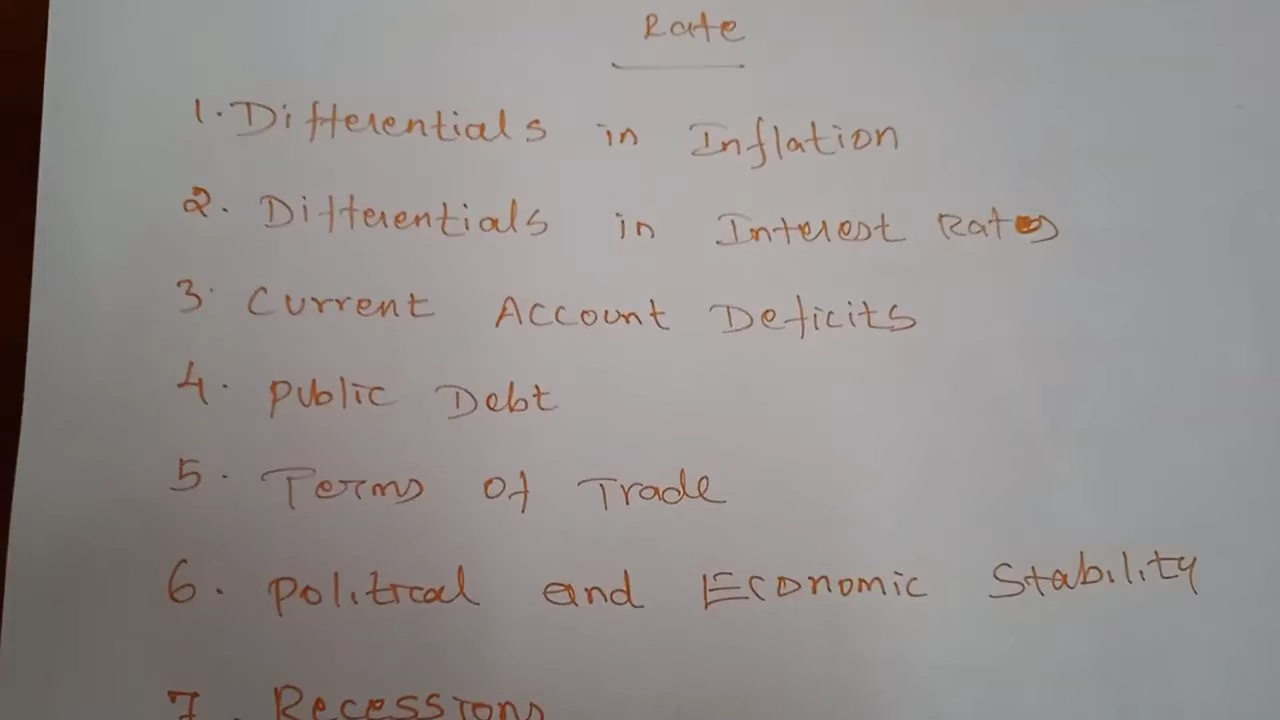 Rate
1. Differentials in Inflation
2. Differentials in Interest Rates
3. Current Account Deficits
4. Public Debt
5. Terms of Trade
6. Political and Economic Stability
7. Recessions